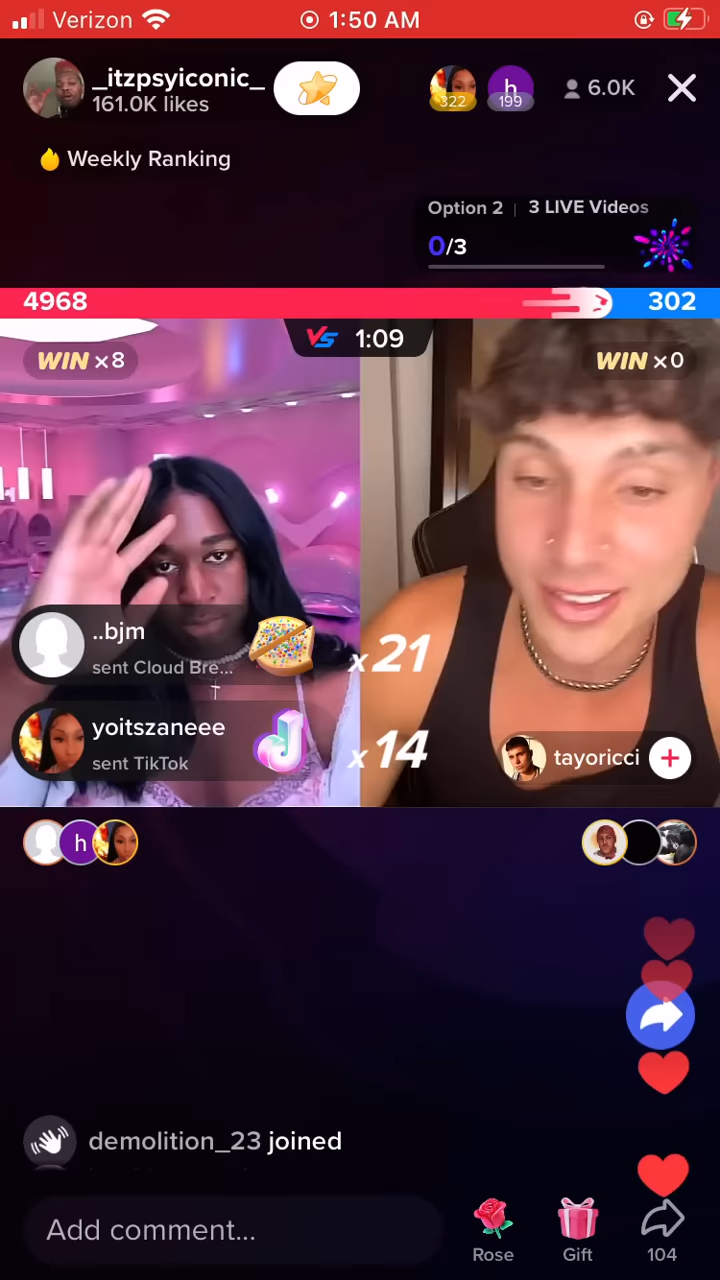 Verizon 1:50 AM
_itzpsyiconic_
161.0K likes
322
h
199
6.0K
Weekly Ranking
Option 2 | 3 LIVE Videos
0/3
4968
302
VS 1:09
WIN x8
WIN x0
..bjm
sent Cloud Bre...
x21
yoitszaneee
sent TikTok
x14
tayoricci
h
demolition_23 joined
Add comment...
Rose
Gift
104